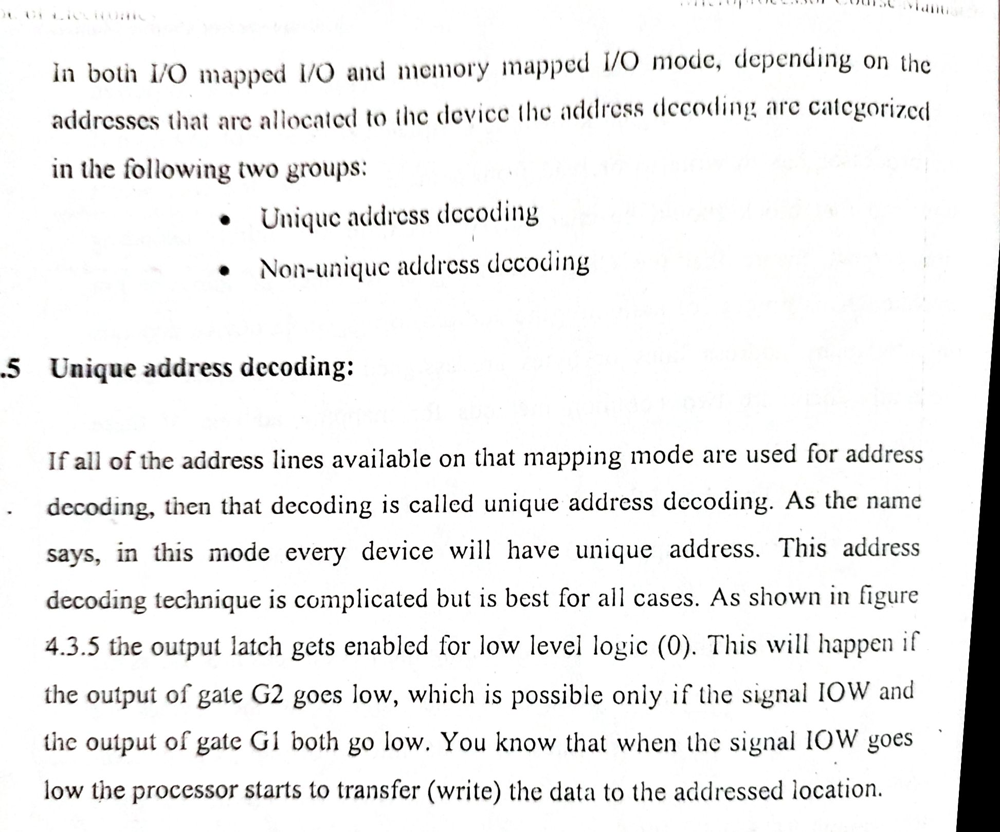 Microprocessor Course Manual
In both I/O mapped I/O and memory mapped I/O mode, depending on the
addresses that are allocated to the device the address decoding are categorized
in the following two groups:
• Unique address decoding
• Non-unique address decoding
.5 Unique address decoding:
If all of the address lines available on that mapping mode are used for address
decoding, then that decoding is called unique address decoding. As the name
says, in this mode every device will have unique address. This address
decoding technique is complicated but is best for all cases. As shown in figure
4.3.5 the output latch gets enabled for low level logic (0). This will happen if
the output of gate G2 goes low, which is possible only if the signal IOW and
the output of gate G1 both go low. You know that when the signal IOW goes
low the processor starts to transfer (write) the data to the addressed location.